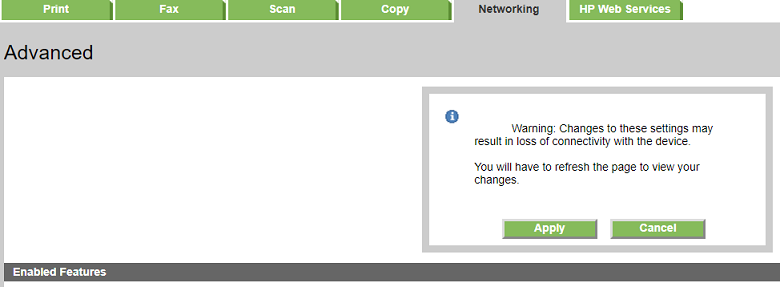 Print Fax Scan Copy Networking HP Web Services
Advanced
Warning: Changes to these settings may
result in loss of connectivity with the device.
You will have to refresh the page to view your
changes.
Apply Cancel
Enabled Features